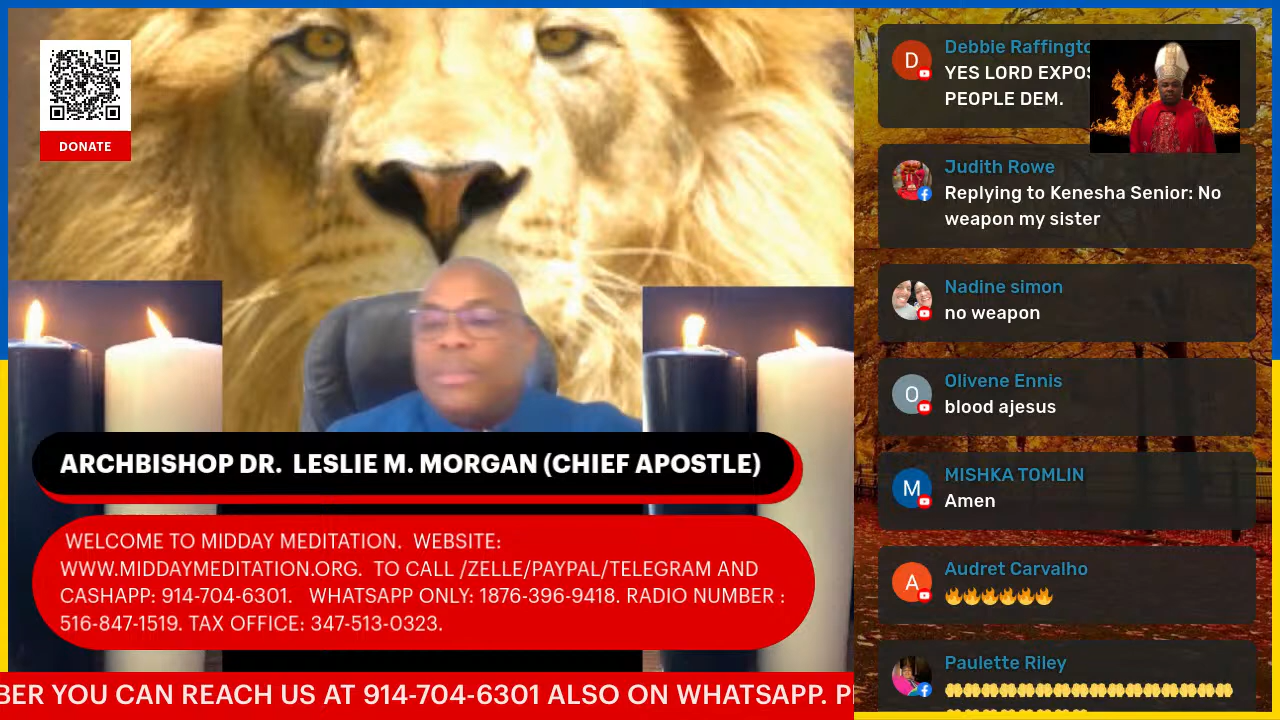 DONATE
ARCHBISHOP DR. LESLIE M. MORGAN (CHIEF APOSTLE)
WELCOME TO MIDDAY MEDITATION. WEBSITE:
WWW.MIDDAYMEDITATION.ORG. TO CALL /ZELLE/PAYPAL/TELEGRAM AND
CASHAPP: 914-704-6301. WHATSAPP ONLY: 1876-396-9418. RADIO NUMBER :
516-847-1519. TAX OFFICE: 347-513-0323.
YOU CAN REACH US AT 914-704-6301 ALSO ON WHATSAPP.
Debbie
YES LORD
PEOPLE DEM.
Judith Rowe
Replying to Kenesha Senior: No
weapon my sister
Nadine simon
no weapon
O
Olivene Ennis
blood ajesus
M
MISHKA TOMLIN
Amen
A
Audret Carvalho
🔥🔥🔥🔥🔥🔥
Paulette Riley